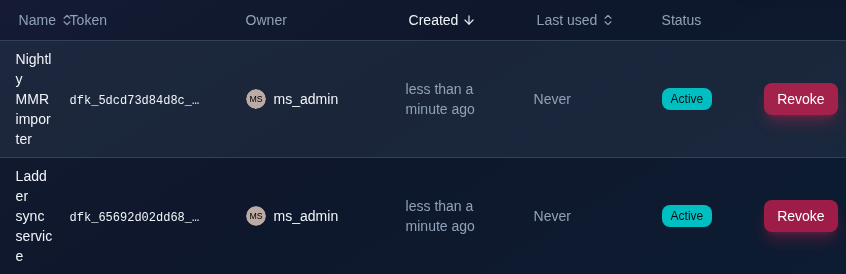 Name Token Owner Created Last used Status
Nightl
y
MMR
impor
ter
dfk_5dcd73d84d8c_…
MS ms_admin
less than a
minute ago
Never
Active
Revoke
Ladd
er
sync
servic
e
dfk_65692d02dd68_…
MS ms_admin
less than a
minute ago
Never
Active
Revoke